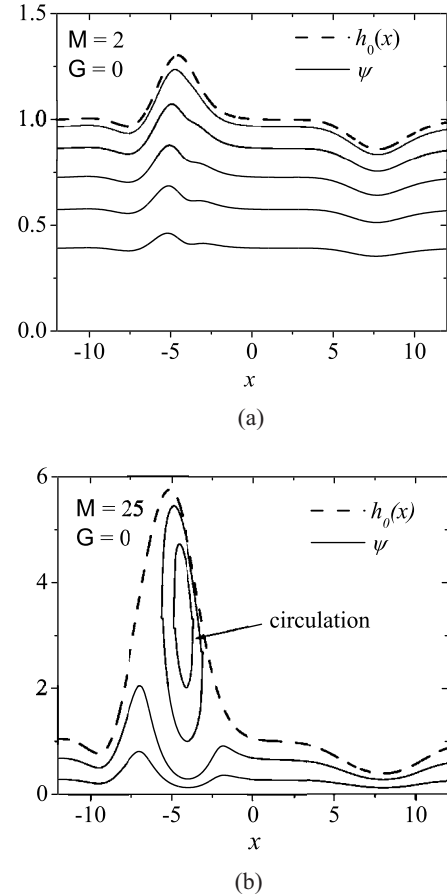 1.5
1.0
0.5
0.0
M = 2
G = 0
h₀(x)
ψ
-10 -5 0 5 10
x
(a)
6
4
2
0
M = 25
G = 0
h₀(x)
ψ
circulation
-10 -5 0 5 10
x
(b)